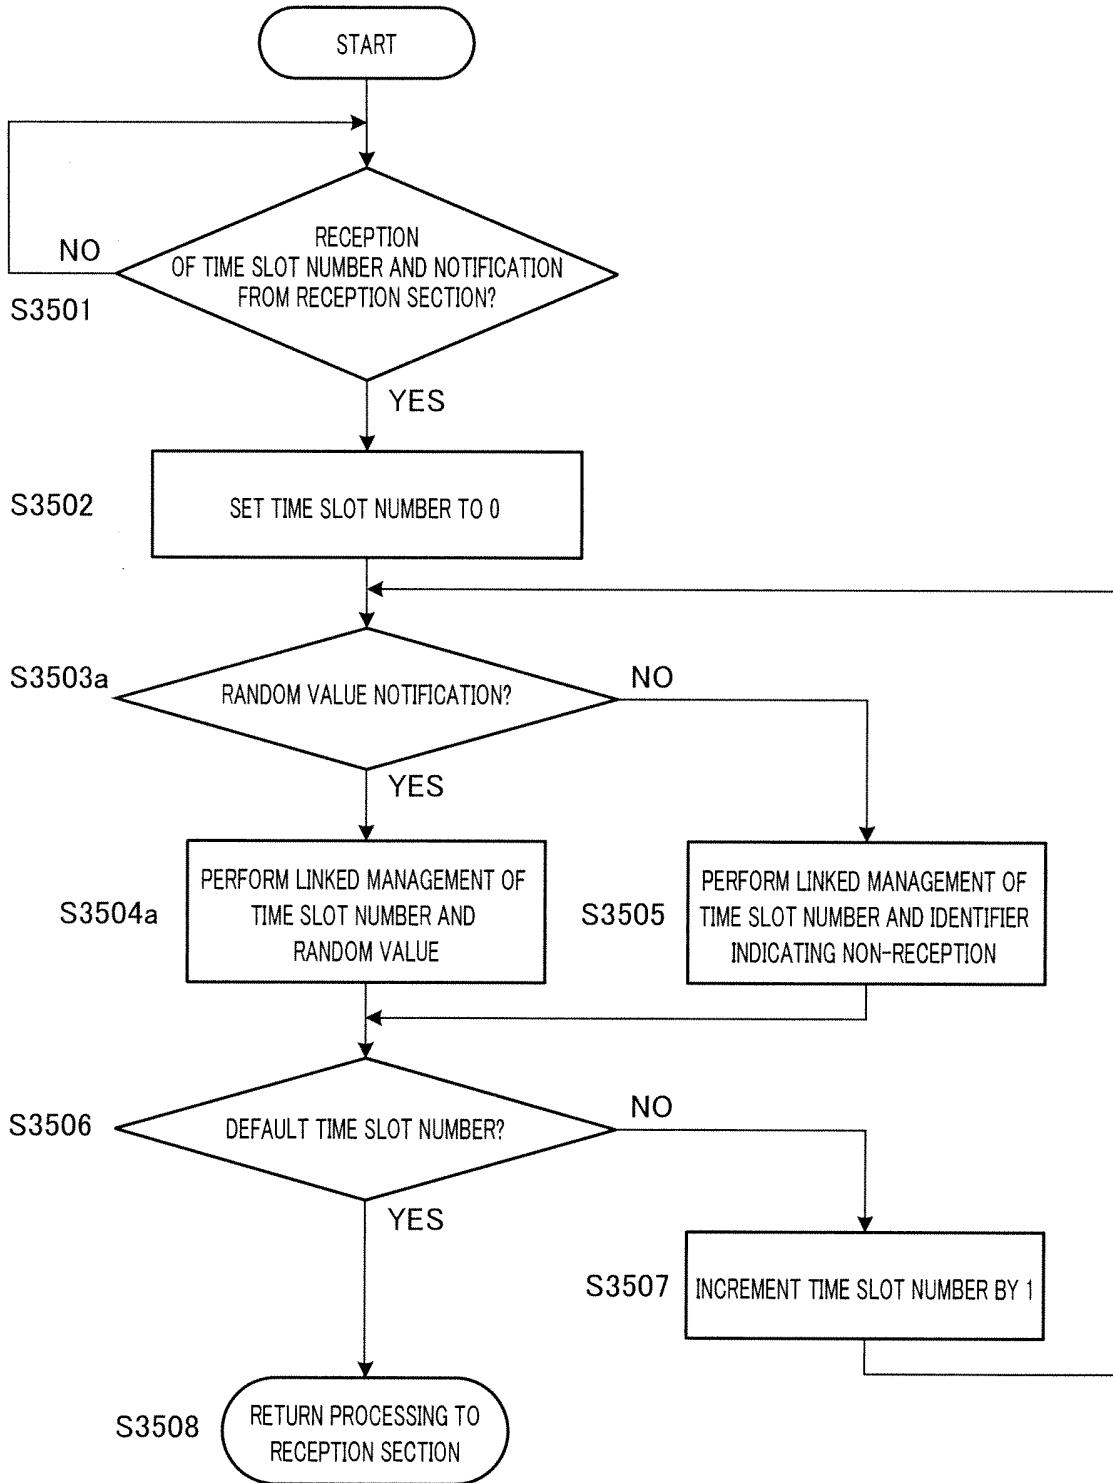 START
RECEPTION
OF TIME SLOT NUMBER AND NOTIFICATION
FROM RECEPTION SECTION?
NO
S3501
YES
S3502
SET TIME SLOT NUMBER TO 0
S3503a
RANDOM VALUE NOTIFICATION?
NO
YES
S3504a
PERFORM LINKED MANAGEMENT OF
TIME SLOT NUMBER AND
RANDOM VALUE
S3505
PERFORM LINKED MANAGEMENT OF
TIME SLOT NUMBER AND IDENTIFIER
INDICATING NON-RECEPTION
S3506
DEFAULT TIME SLOT NUMBER?
NO
YES
S3507
INCREMENT TIME SLOT NUMBER BY 1
S3508
RETURN PROCESSING TO
RECEPTION SECTION